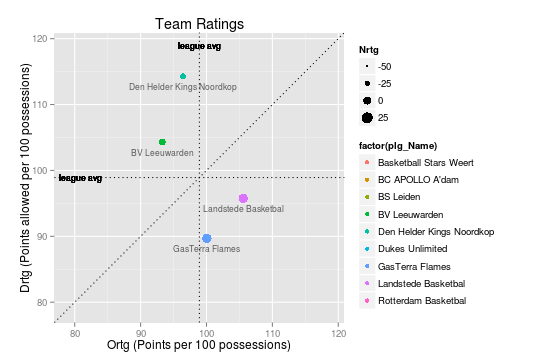 Team Ratings
120
110
100
90
80
Drtg (Points allowed per 100 possessions)
league avg
Den Helder Kings Noordkop
BV Leeuwarden
league avg
Landstede Basketbal
GasTerra Flames
80
90
100
110
120
Ortg (Points per 100 possessions)
Nrtg
-50
-25
0
25
factor(plg_Name)
Basketball Stars Weert
BC APOLLO A'dam
BS Leiden
BV Leeuwarden
Den Helder Kings Noordkop
Dukes Unlimited
GasTerra Flames
Landstede Basketbal
Rotterdam Basketbal